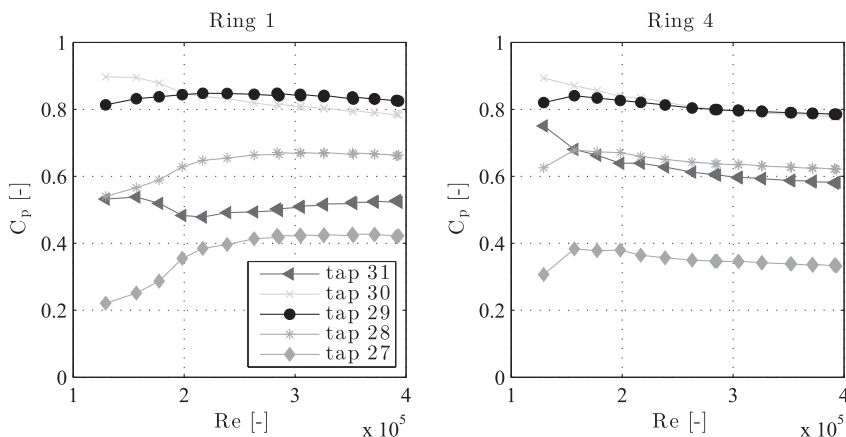 Ring 1
1
0.8
0.6
0.4
0.2
0
C_p [-]
1
2
3
4
Re [-]
x 10^5
tap 31
tap 30
tap 29
tap 28
tap 27
Ring 4
1
0.8
0.6
0.4
0.2
0
C_p [-]
1
2
3
4
Re [-]
x 10^5